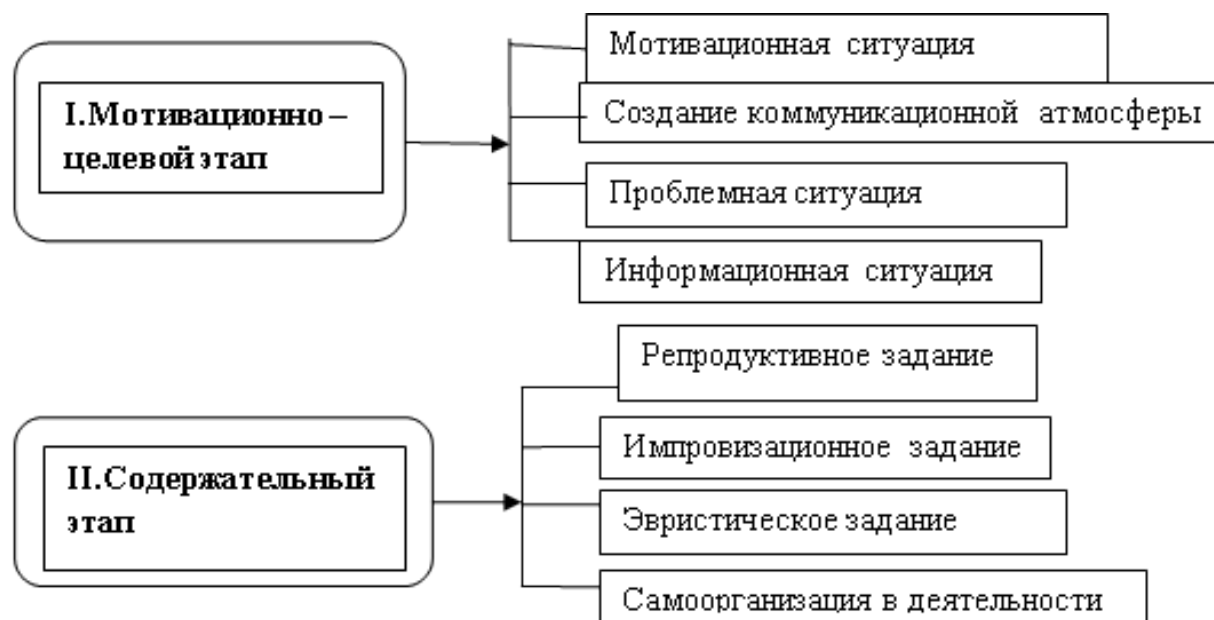 I.Мотивационно –
целевой этап
Мотивационная ситуация
Создание коммуникационной атмосферы
Проблемная ситуация
Информационная ситуация
II.Содержательный
этап
Репродуктивное задание
Импровизационное задание
Эвристическое задание
Самоорганизация в деятельности